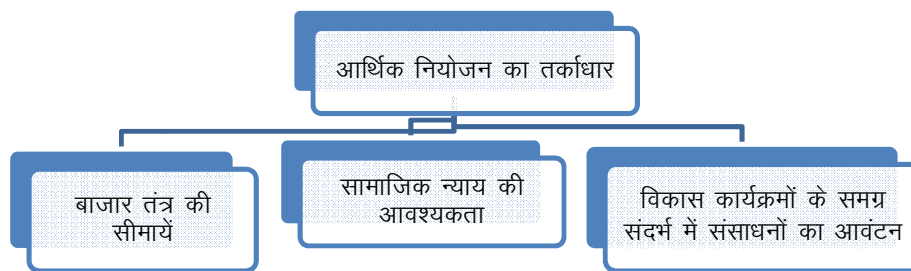 आर्थिक नियोजन का तर्काधार
बाजार तंत्र की
सीमायें
सामाजिक न्याय की
आवश्यकता
विकास कार्यक्रमों के समग्र
संदर्भ में संसाधनों का आवंटन